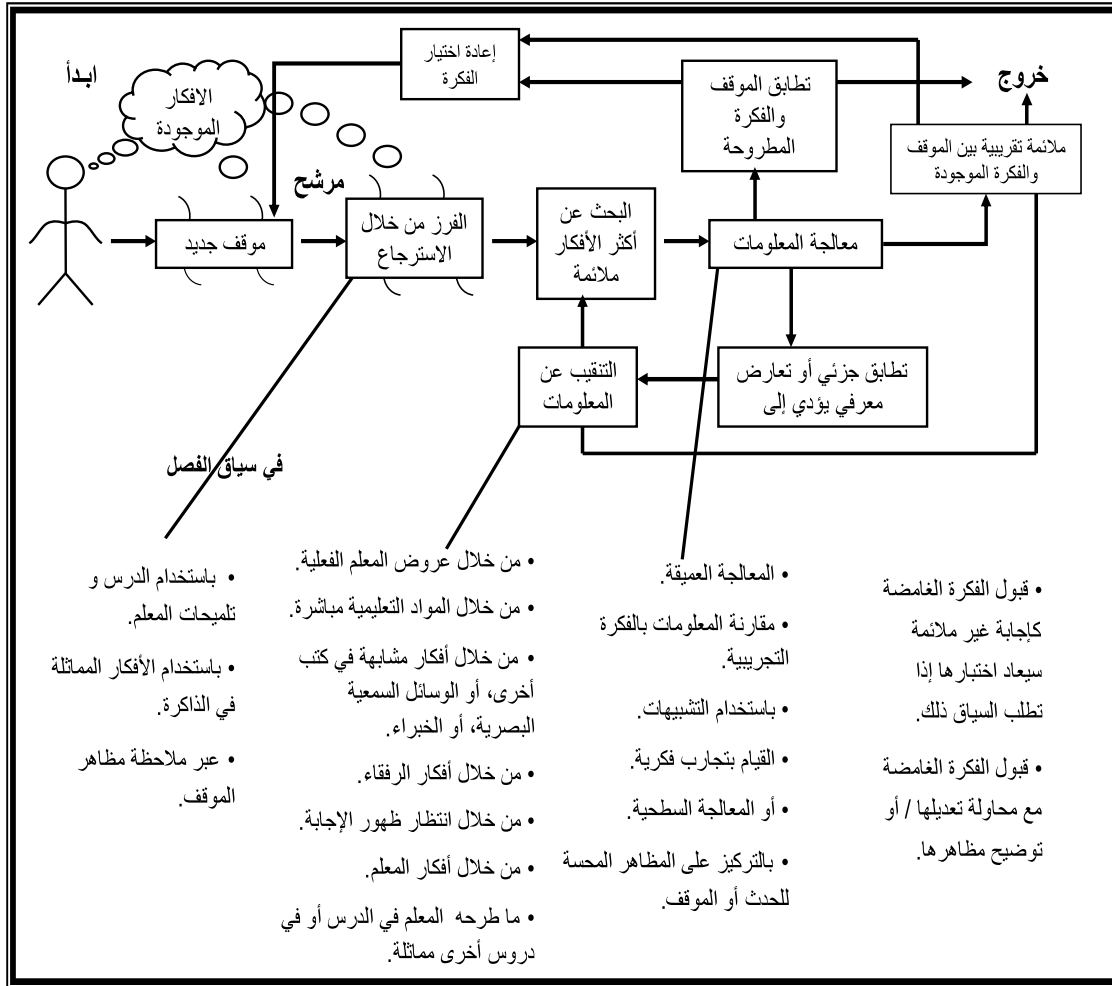 ابدأ
الافكار
الموجودة
إعادة اختيار
الفكرة
تطابق الموقف
والفكرة
المطروحة
خروج
ملائمة تقريبية بين الموقف
والفكرة الموجودة
مرشح
موقف جديد
الفرز من خلال
الاسترجاع
البحث عن
أكثر الأفكار
ملائمة
معالجة المعلومات
التنقيب عن
المعلومات
تطابق جزئي أو تعارض
معرفي يؤدي إلى
في سياق الفصل
• باستخدام الدرس و
تلميحات المعلم.
• باستخدام الأفكار المماثلة
في الذاكرة.
• عبر ملاحظة مظاهر
الموقف.
• من خلال عروض المعلم الفعلية.
• من خلال المواد التعليمية مباشرة.
• من خلال أفكار مشابهة في كتب
أخرى، أو الوسائل السمعية
البصرية، أو الخبراء.
• من خلال أفكار الرفقاء.
• من خلال انتظار ظهور الإجابة.
• من خلال أفكار المعلم.
• ما طرحه المعلم في الدرس أو في
دروس أخرى مماثلة.
• المعالجة العميقة.
• مقارنة المعلومات بالفكرة
التجريبية.
• باستخدام التشبيهات.
• القيام بتجارب فكرية.
• أو المعالجة السطحية.
• بالتركيز على المظاهر المحسة
للحدث أو الموقف.
• قبول الفكرة الغامضة
كإجابة غير ملائمة
سيعاد اختبارها إذا
تطلب السياق ذلك.
• قبول الفكرة الغامضة
مع محاولة تعديلها / أو
توضيح مظاهرها.